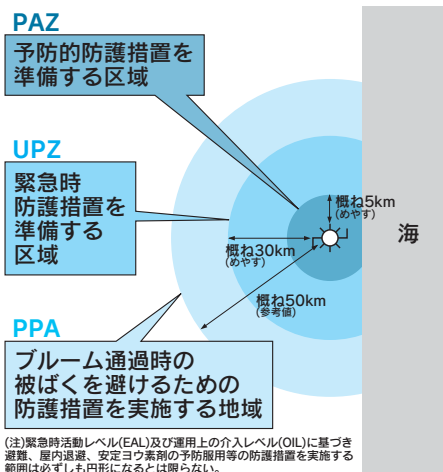 PAZ
予防的防護措置を
準備する区域
UPZ
緊急時
防護措置を
準備する
区域
概ね5km
(めやす)
海
概ね30km
(めやす)
概ね50km
(参考値)
PPA
ブルーム通過時の
被ばくを避けるための
防護措置を実施する地域
(注)緊急時活動レベル(EAL)及び運用上の介入レベル(OIL)に基づき
避難、屋内退避、安定ヨウ素剤の予防服用等の防護措置を実施する
範囲は必ずしも円形になるとは限らない。